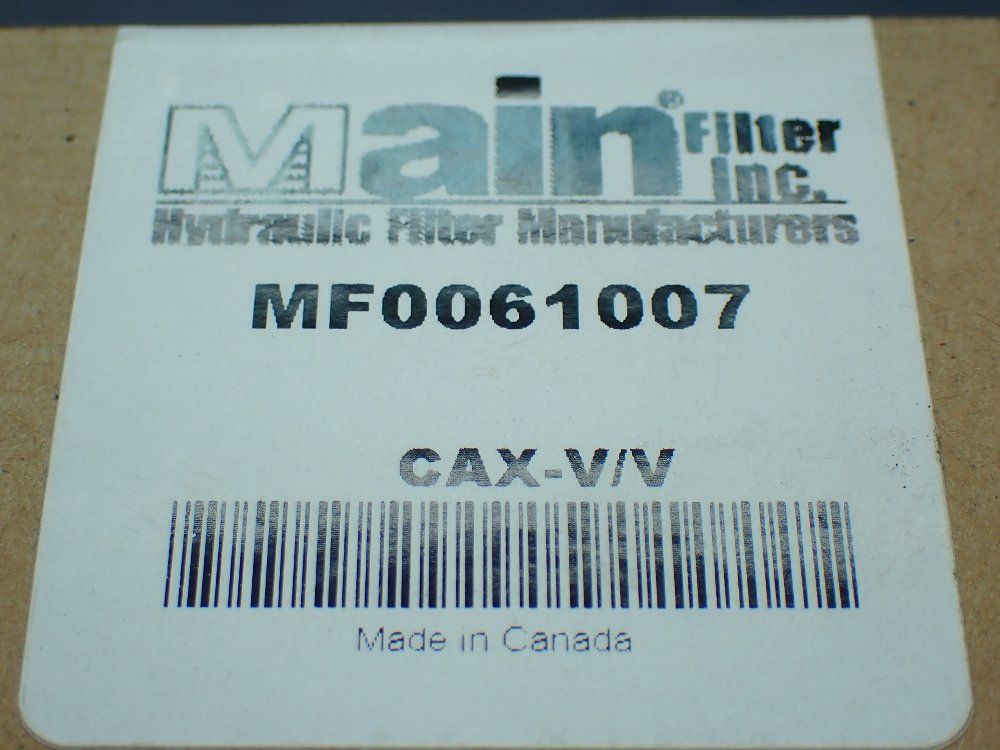 Main® Filter Inc.
Hydraulic Filter Manufacturers
MF0061007
CAX-V/V
Made in Canada